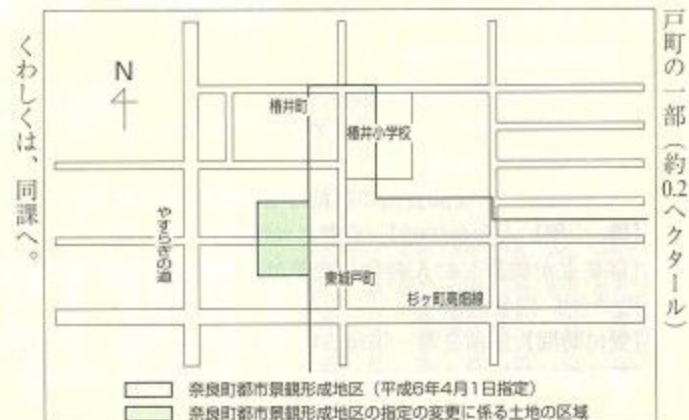 戸町の一部（約0.2ヘクタール）
N
椿井町
椿井小学校
やすらぎの道
東城戸町
杉ヶ町高畑線
奈良町都市景観形成地区（平成6年4月1日指定）
奈良町都市景観形成地区の指定の変更に係る土地の区域
くわしくは、同課へ。